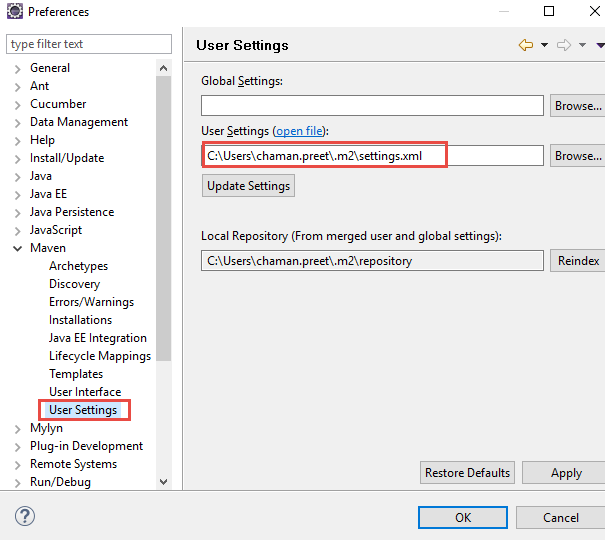 Preferences
type filter text
General
Ant
Cucumber
Data Management
Help
Install/Update
Java
Java EE
Java Persistence
JavaScript
Maven
Archetypes
Discovery
Errors/Warnings
Installations
Java EE Integration
Lifecycle Mappings
Templates
User Interface
User Settings
Mylyn
Plug-in Development
Remote Systems
Run/Debug
User Settings
Global Settings:
Browse...
User Settings (open file):
C:\Users\chaman.preet\.m2\settings.xml
Browse...
Update Settings
Local Repository (From merged user and global settings):
C:\Users\chaman.preet\.m2\repository
Reindex
Restore Defaults
Apply
?
OK
Cancel